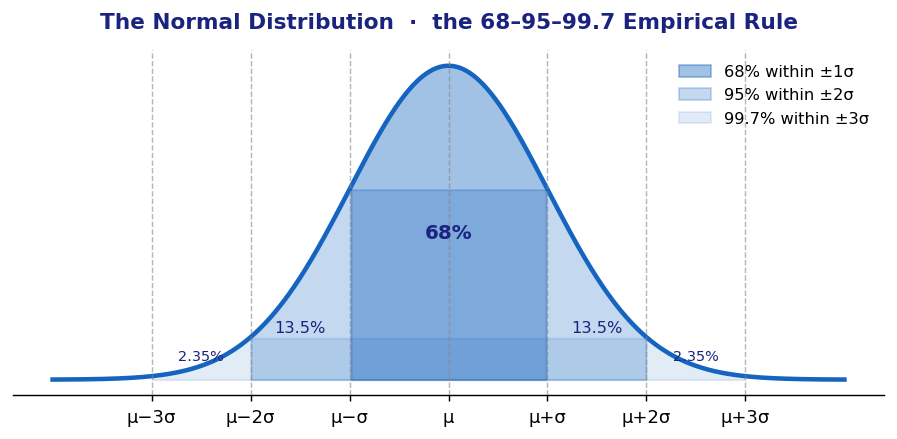 The Normal Distribution · the 68–95–99.7 Empirical Rule
68% within ±1σ
95% within ±2σ
99.7% within ±3σ
68%
13.5% 13.5%
2.35% 2.35%
μ−3σ μ−2σ μ−σ μ μ+σ μ+2σ μ+3σ